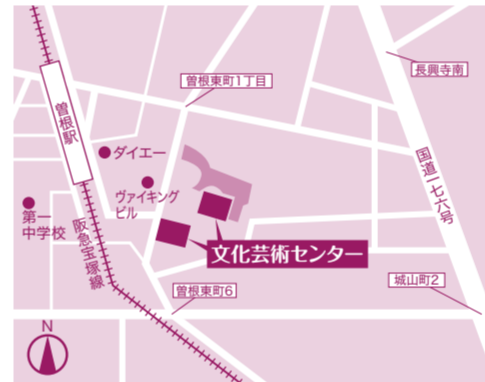 曽根東町1丁目
長興寺南
曽根駅
ダイエー
国道一七六号
ヴァイキング
ビル
第一
中学校
阪急宝塚線
文化芸術センター
城山町2
曽根東町6
N